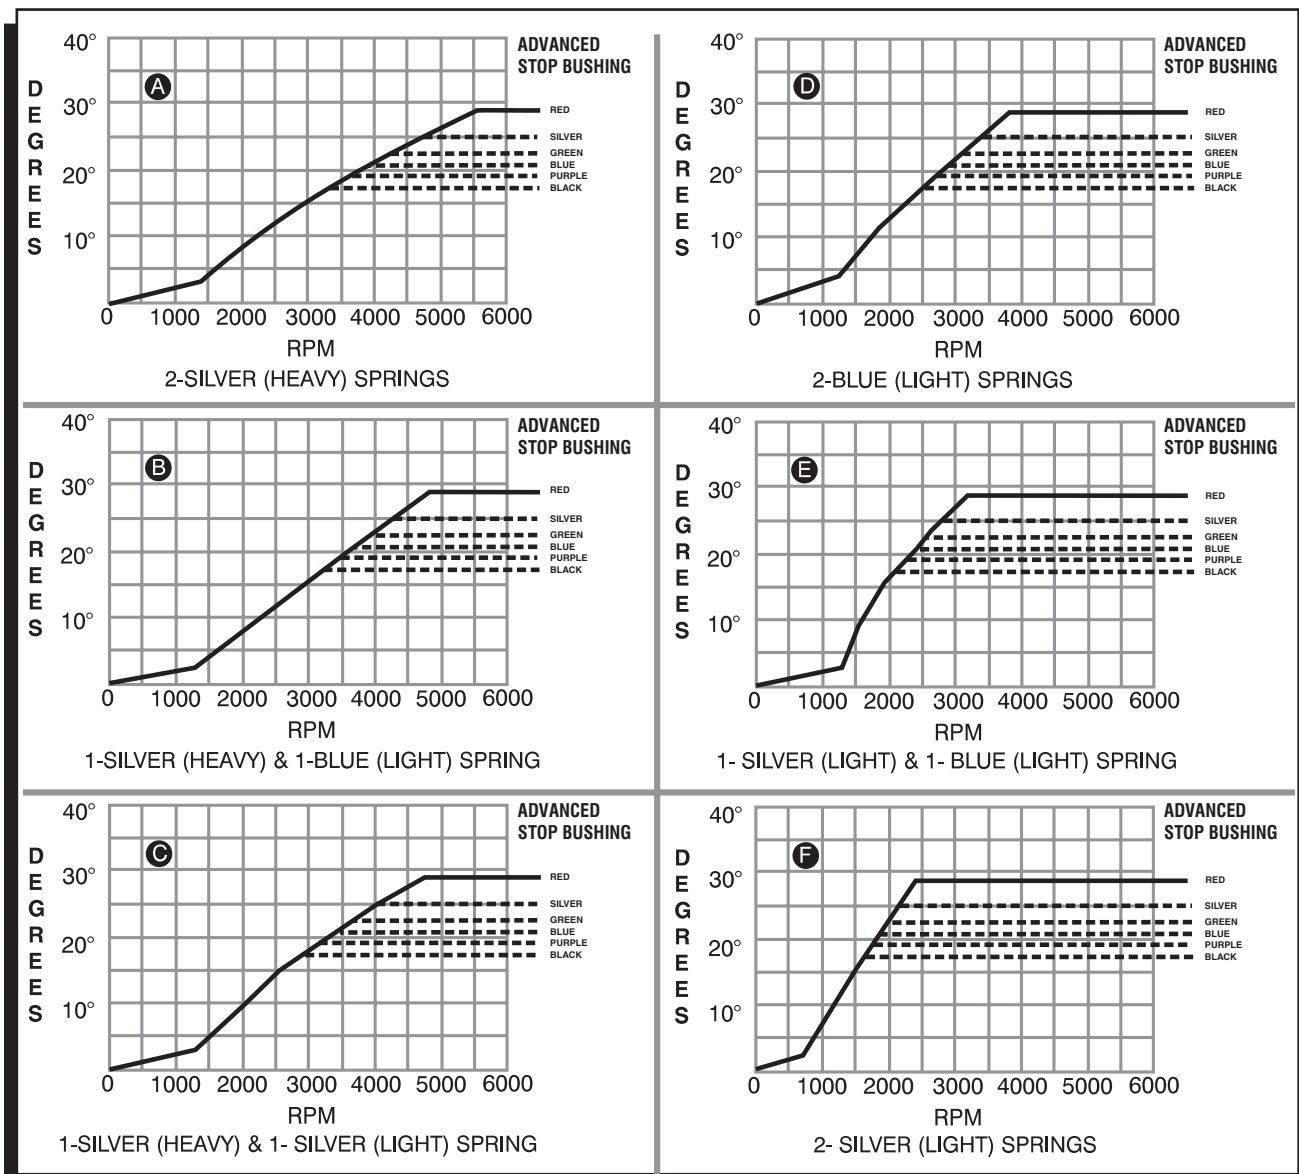 ADVANCED
STOP BUSHING
40°
30°
20°
10°
DEGREES
A
RED
SILVER
GREEN
BLUE
PURPLE
BLACK
0 1000 2000 3000 4000 5000 6000
RPM
2-SILVER (HEAVY) SPRINGS
ADVANCED
STOP BUSHING
40°
30°
20°
10°
DEGREES
D
RED
SILVER
GREEN
BLUE
PURPLE
BLACK
0 1000 2000 3000 4000 5000 6000
RPM
2-BLUE (LIGHT) SPRINGS
ADVANCED
STOP BUSHING
40°
30°
20°
10°
DEGREES
B
RED
SILVER
GREEN
BLUE
PURPLE
BLACK
0 1000 2000 3000 4000 5000 6000
RPM
1-SILVER (HEAVY) & 1-BLUE (LIGHT) SPRING
ADVANCED
STOP BUSHING
40°
30°
20°
10°
DEGREES
E
RED
SILVER
GREEN
BLUE
PURPLE
BLACK
0 1000 2000 3000 4000 5000 6000
RPM
1- SILVER (LIGHT) & 1- BLUE (LIGHT) SPRING
ADVANCED
STOP BUSHING
40°
30°
20°
10°
DEGREES
C
RED
SILVER
GREEN
BLUE
PURPLE
BLACK
0 1000 2000 3000 4000 5000 6000
RPM
1-SILVER (HEAVY) & 1- SILVER (LIGHT) SPRING
ADVANCED
STOP BUSHING
40°
30°
20°
10°
DEGREES
F
RED
SILVER
GREEN
BLUE
PURPLE
BLACK
0 1000 2000 3000 4000 5000 6000
RPM
2- SILVER (LIGHT) SPRINGS